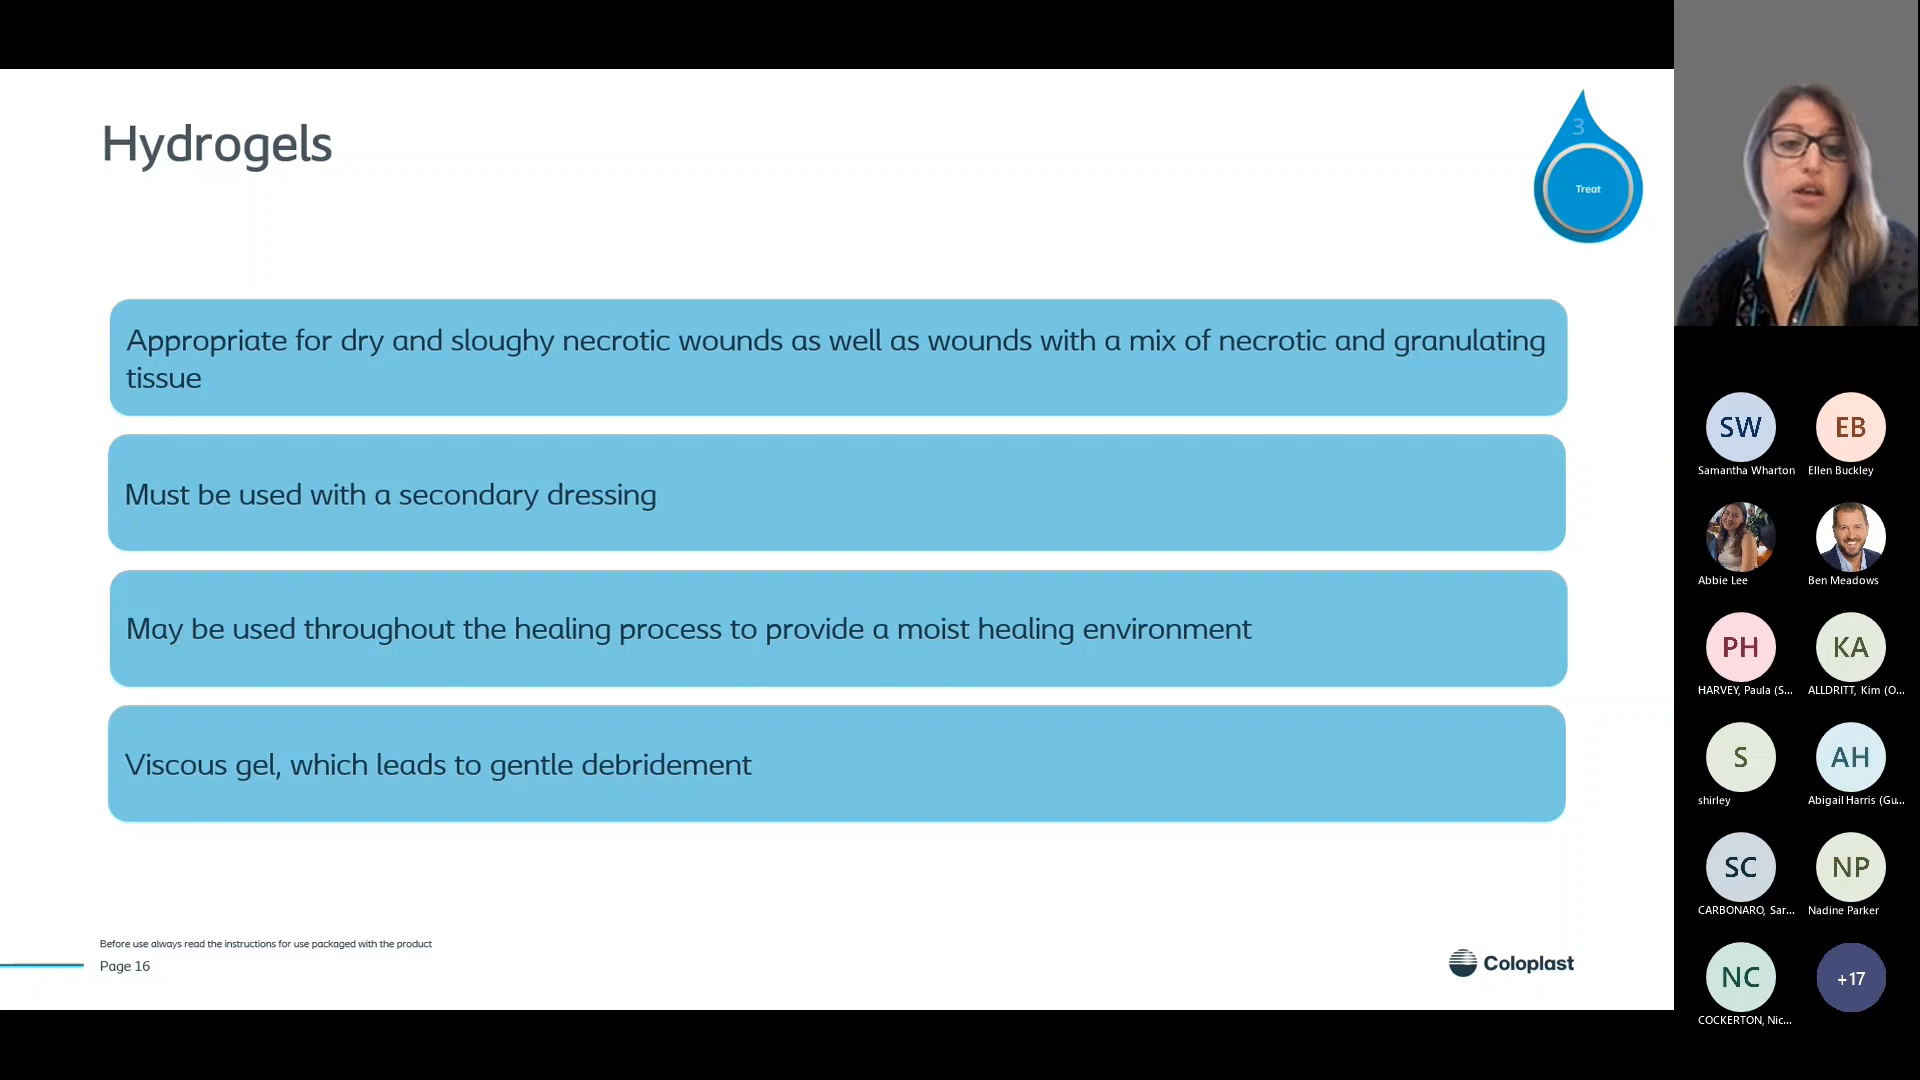 Hydrogels
3
Treat
Appropriate for dry and sloughy necrotic wounds as well as wounds with a mix of necrotic and granulating
tissue
Must be used with a secondary dressing
May be used throughout the healing process to provide a moist healing environment
Viscous gel, which leads to gentle debridement
Before use always read the instructions for use packaged with the product
Page 16
Coloplast
SW
Samantha Wharton
EB
Ellen Buckley
Abbie Lee
Ben Meadows
PH
HARVEY, Paula (S...
KA
ALLDRITT, Kim (O...
S
shirley
AH
Abigail Harris (Gu...
SC
CARBONARO, Sar...
NP
Nadine Parker
NC
COCKERTON, Nic...
+17